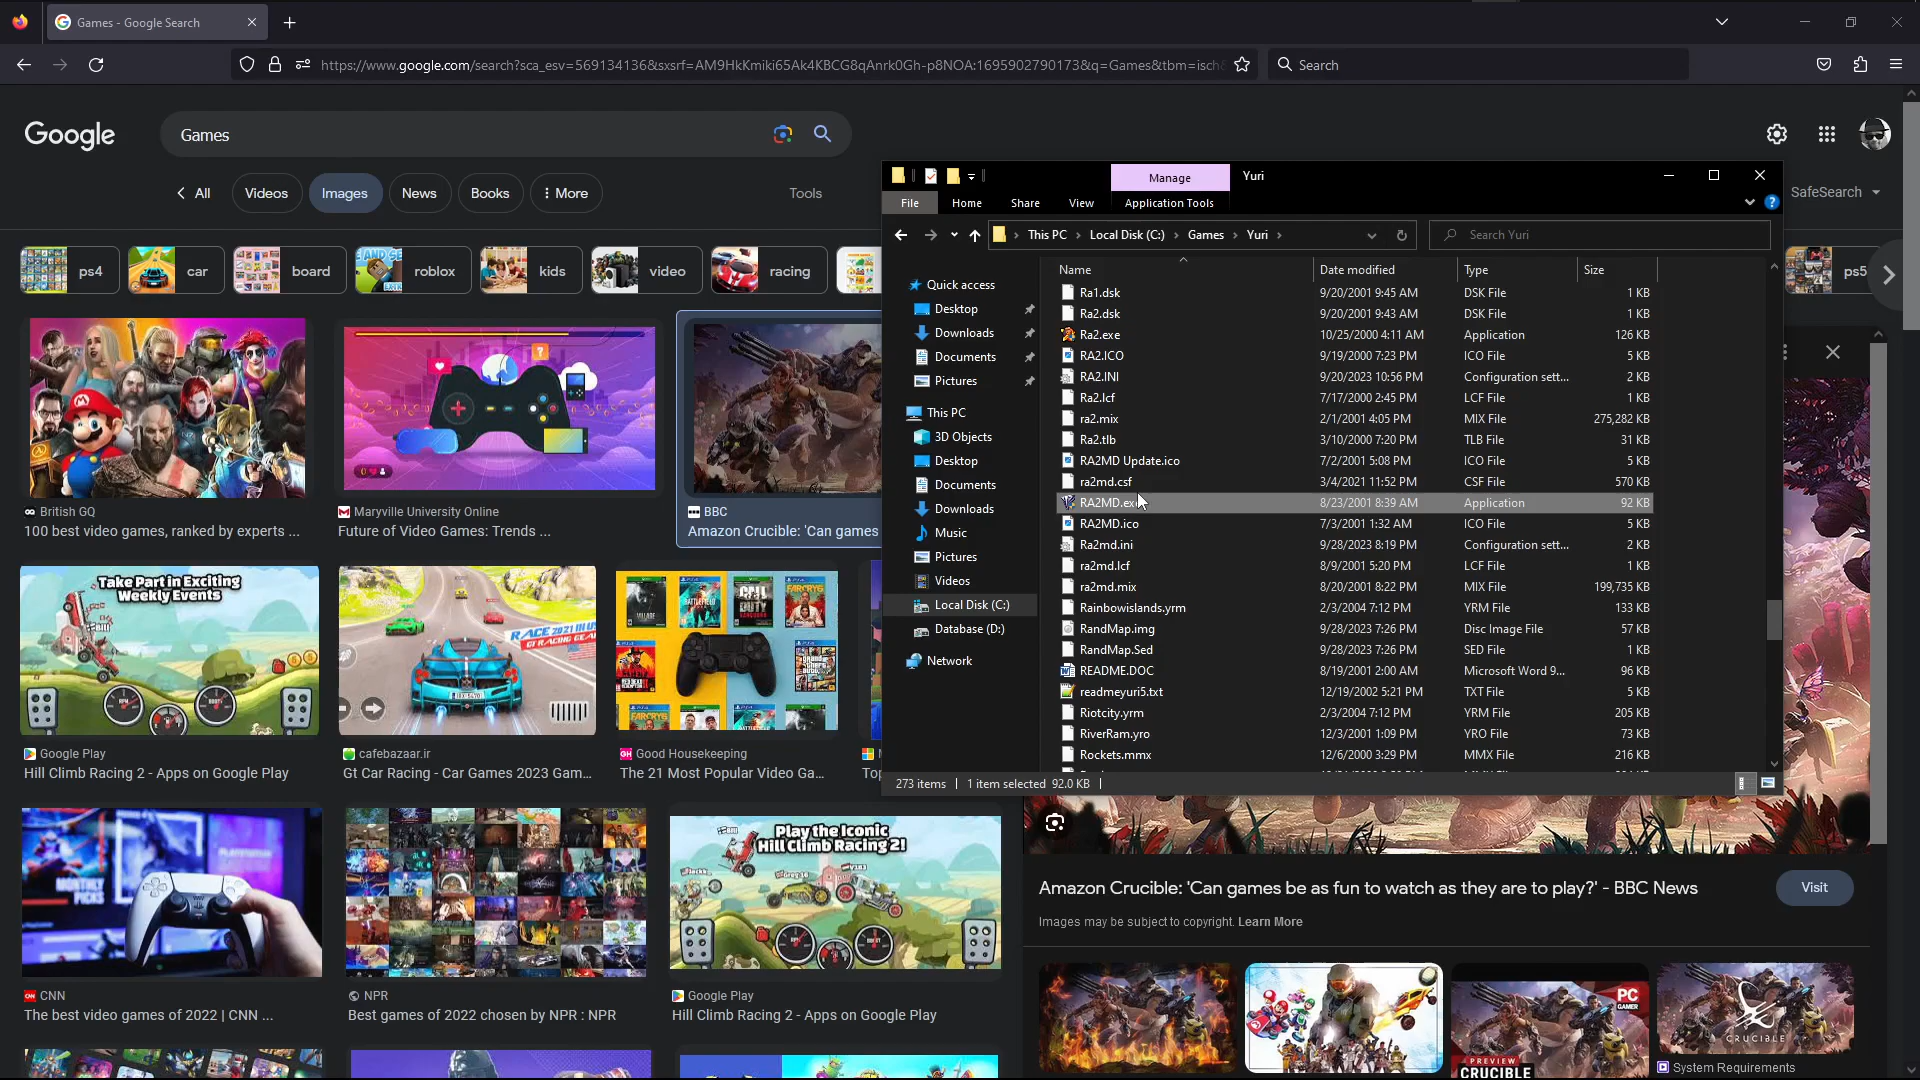 Games - Google Search
https://www.google.com/search?sca_esv=569134136&sxsrf=AM9HkKmiki65Ak4KBCG8qAnrk0Gh-p8NOA:1695902790173&q=Games&tbm=isch&
Search
Google
Games
All
Videos
Images
News
Books
More
Tools
SafeSearch
ps4
car
board
roblox
kids
video
racing
ps5
British GQ
100 best video games, ranked by experts ...
Maryville University Online
Future of Video Games: Trends ...
BBC
Amazon Crucible: 'Can games
Take Part in Exciting
Weekly Events
RACE 2021 IN US
GT RACING GEAR
VILLAGE
BATTLEFIELD
CALL DUTY
VANGUARD
FARCRY6
Google Play
Hill Climb Racing 2 - Apps on Google Play
cafebazaar.ir
Gt Car Racing - Car Games 2023 Gam...
Good Housekeeping
The 21 Most Popular Video Ga...
Top
MONTHLY
PICKS
Play the Iconic
Hill Climb Racing 2!
CNN
The best video games of 2022 | CNN ...
NPR
Best games of 2022 chosen by NPR : NPR
Google Play
Hill Climb Racing 2 - Apps on Google Play
Manage
Yuri
File
Home
Share
View
Application Tools
This PC
Local Disk (C:)
Games
Yuri
Search Yuri
Quick access
Desktop
Downloads
Documents
Pictures
This PC
3D Objects
Desktop
Documents
Downloads
Music
Pictures
Videos
Local Disk (C:)
Database (D:)
Network
Name Date modified Type Size
Ra1.dsk 9/20/2001 9:45 AM DSK File 1 KB
Ra2.dsk 9/20/2001 9:43 AM DSK File 1 KB
Ra2.exe 10/25/2000 4:11 AM Application 126 KB
RA2.ICO 9/19/2000 7:23 PM ICO File 5 KB
RA2.INI 9/20/2023 10:56 PM Configuration sett... 2 KB
Ra2.lcf 7/17/2000 2:45 PM LCF File 1 KB
ra2.mix 2/1/2001 4:05 PM MIX File 275,282 KB
Ra2.tlb 3/10/2000 7:20 PM TLB File 31 KB
RA2MD Update.ico 7/2/2001 5:08 PM ICO File 5 KB
ra2md.csf 3/4/2021 11:52 PM CSF File 570 KB
RA2MD.ex 8/23/2001 8:39 AM Application 92 KB
RA2MD.ico 7/3/2001 1:32 AM ICO File 5 KB
Ra2md.ini 9/28/2023 8:19 PM Configuration sett... 2 KB
ra2md.lcf 8/9/2001 5:20 PM LCF File 1 KB
ra2md.mix 8/20/2001 8:22 PM MIX File 199,735 KB
Rainbowislands.yrm 2/3/2004 7:12 PM YRM File 133 KB
RandMap.img 9/28/2023 7:26 PM Disc Image File 57 KB
RandMap.Sed 9/28/2023 7:26 PM SED File 1 KB
README.DOC 8/19/2001 2:00 AM Microsoft Word 9... 96 KB
readmeyuri5.txt 12/19/2002 5:21 PM TXT File 5 KB
Riotcity.yrm 2/3/2004 7:12 PM YRM File 205 KB
RiverRam.yro 12/3/2001 1:09 PM YRO File 73 KB
Rockets.mmx 12/6/2000 3:29 PM MMX File 216 KB
273 items
1 item selected 92.0 KB
Amazon Crucible: 'Can games be as fun to watch as they are to play?' - BBC News
Visit
Images may be subject to copyright. Learn More
PC
GAMER
PREVIEW
CRUCIBLE
CRUCIBLE
System Requirements